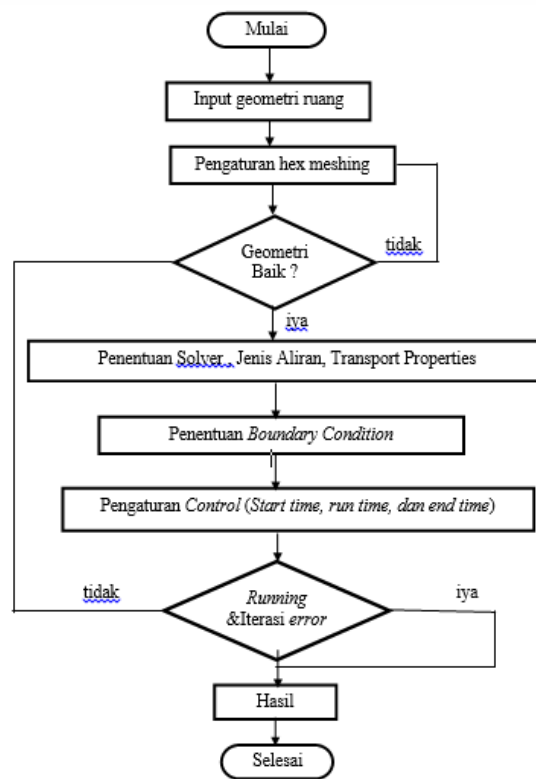 Mulai
Input geometri ruang
Pengaturan hex meshing
Geometri
Baik ?
tidak
iya
Penentuan Solver , Jenis Aliran, Transport Properties
Penentuan Boundary Condition
Pengaturan Control (Start time, run time, dan end time)
tidak
Running
&Iterasi error
iya
Hasil
Selesai